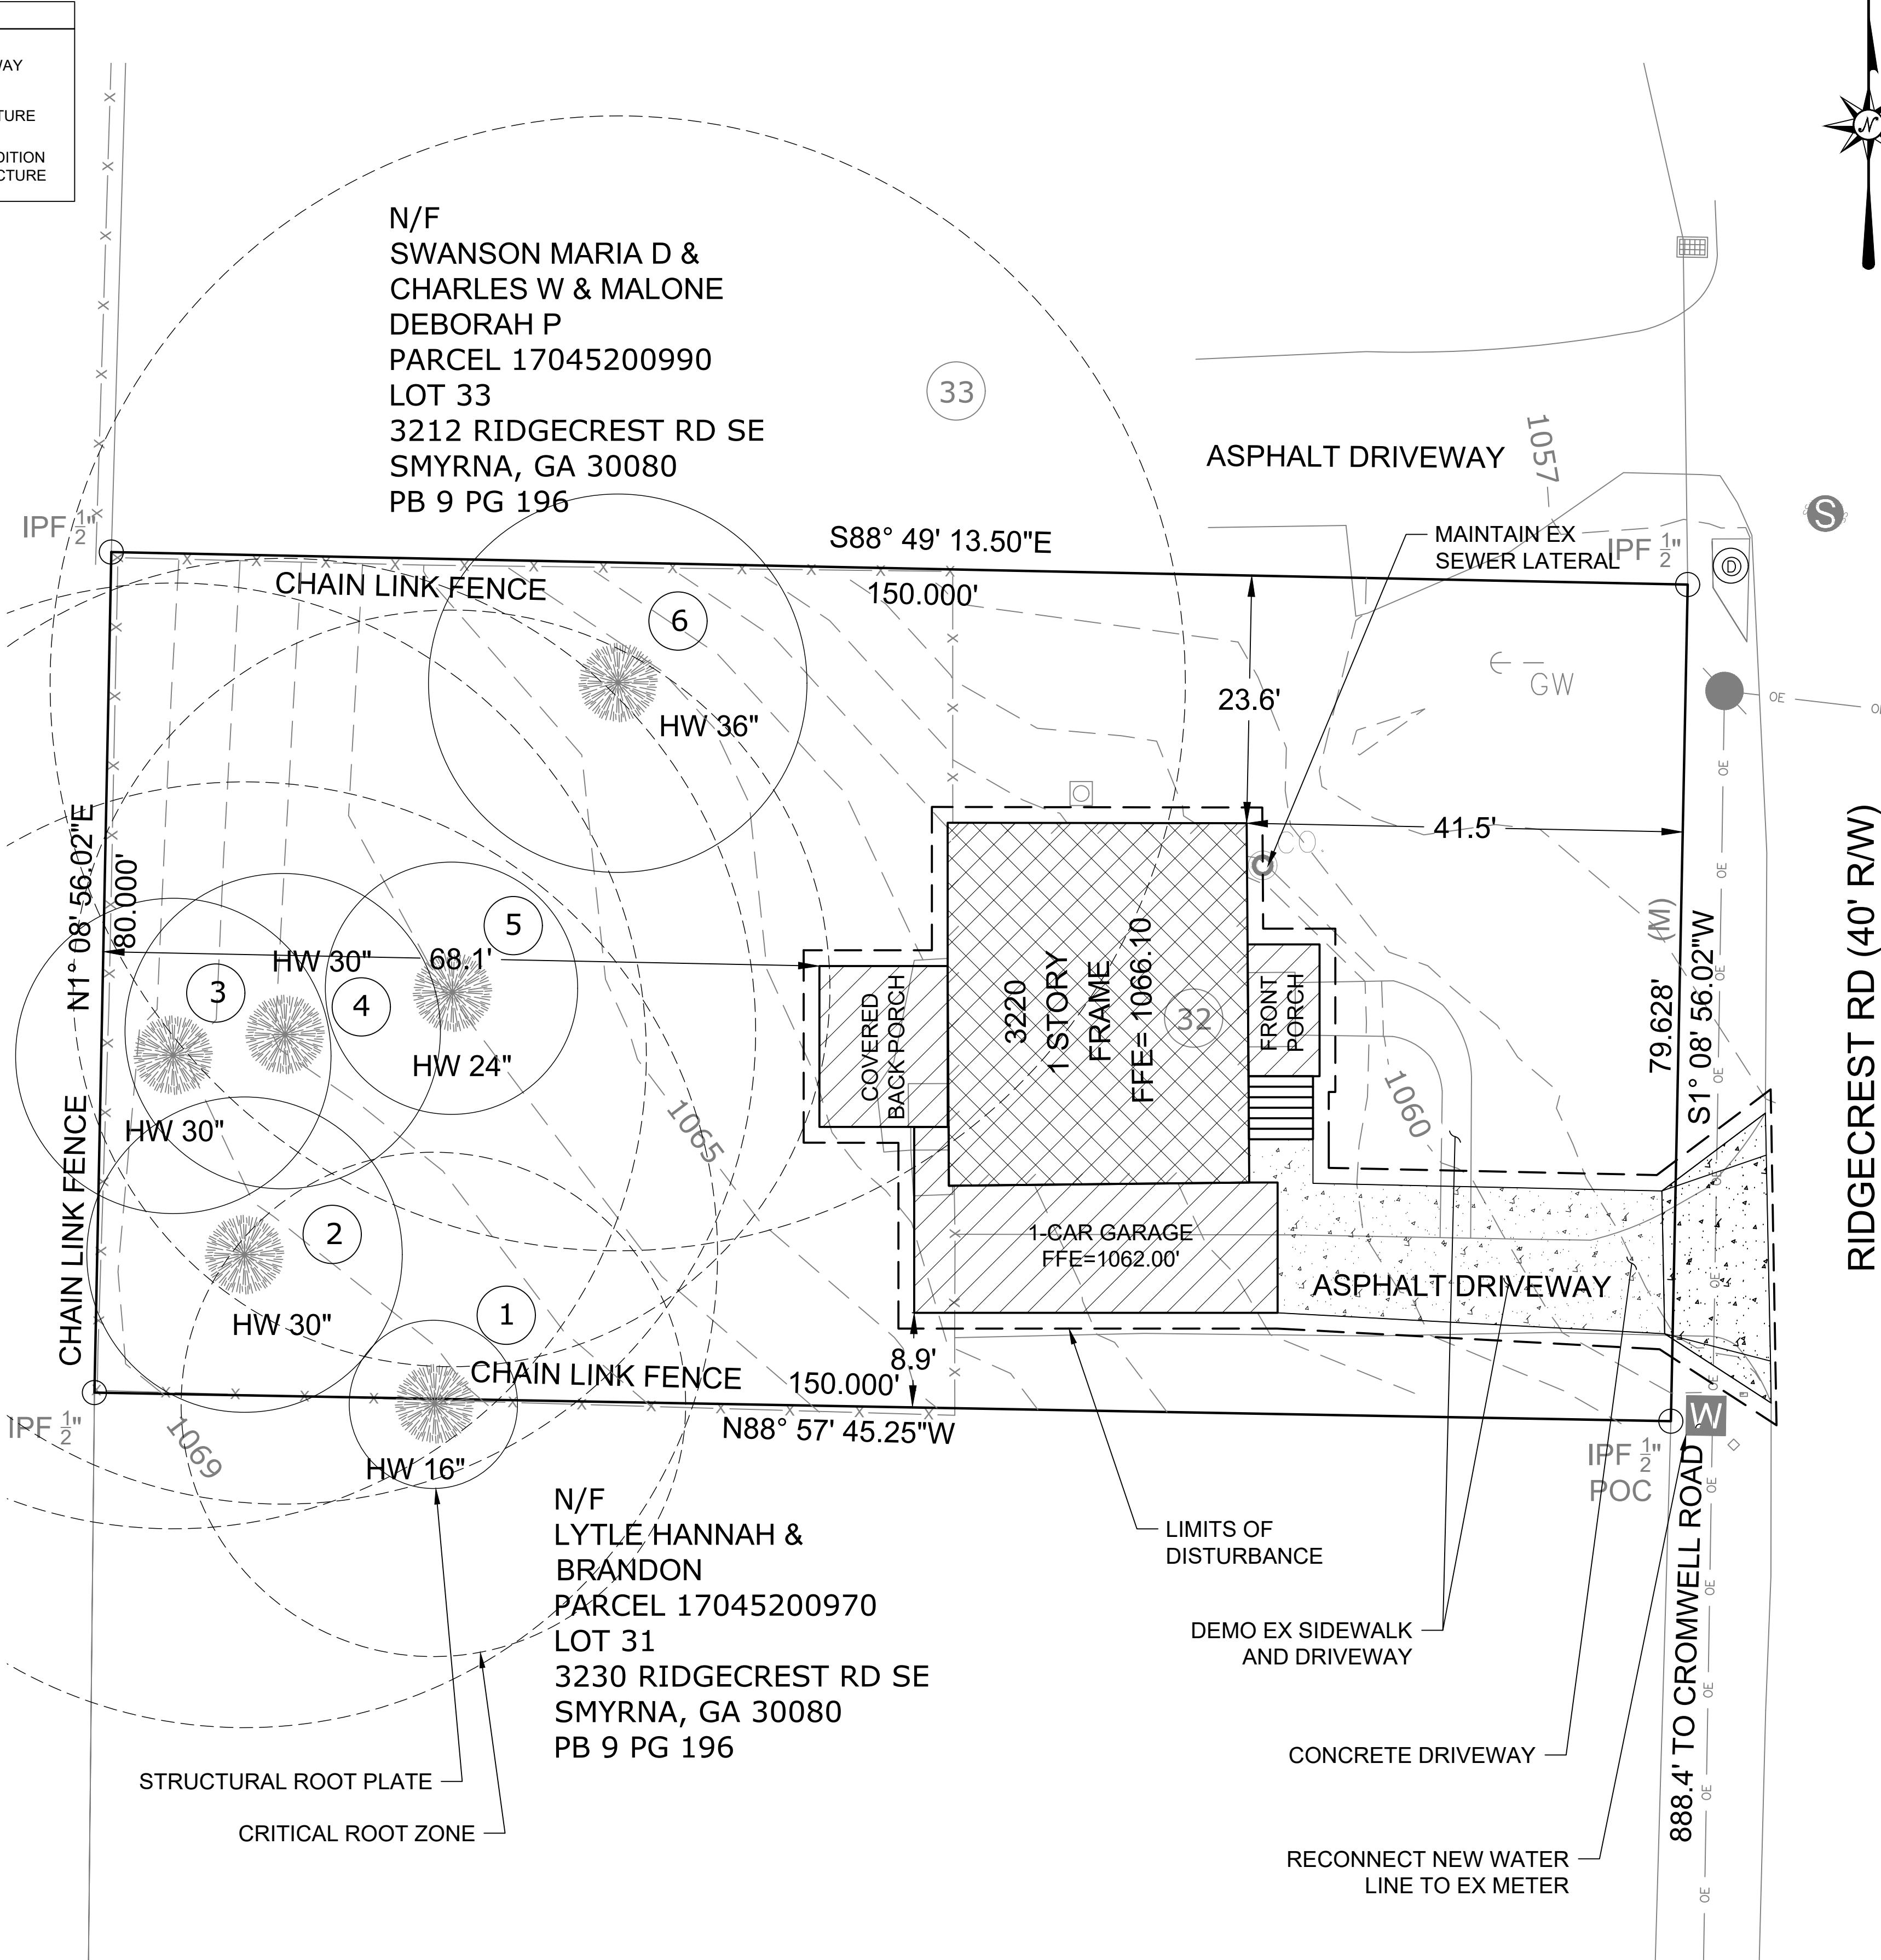 WAY
TURE
DITION
CTURE
N
N/F
SWANSON MARIA D &
CHARLES W & MALONE
DEBORAH P
PARCEL 17045200990
LOT 33
3212 RIDGECREST RD SE
SMYRNA, GA 30080
PB 9 PG 196
33
ASPHALT DRIVEWAY
1057
S
IPF 1/2"
S88° 49' 13.50"E
150.000'
MAINTAIN EX
SEWER LATERAL
IPF 1/2"
D
CHAIN LINK FENCE
6
HW 36"
23.6'
GW
OE
41.5'
CO.
N1° 08' 56.02"E
80.000'
5
HW 30"
68.1'
3
4
HW 24"
HW 30"
COVERED
BACK PORCH
3220
1 STORY
FRAME
FFE= 1066.10
32
FRONT
PORCH
(M)
79.628'
S1° 08' 56.02"W
RIDGECREST RD (40' R/W)
1065
1060
CHAIN LINK FENCE
2
HW 30"
1
1-CAR GARAGE
FFE=1062.00'
ASPHALT DRIVEWAY
8.9'
CHAIN LINK FENCE
150.000'
N88° 57' 45.25"W
IPF 1/2"
1069
HW 16"
W
IPF 1/2"
POC
N/F
LYTLE HANNAH &
BRANDON
PARCEL 17045200970
LOT 31
3230 RIDGECREST RD SE
SMYRNA, GA 30080
PB 9 PG 196
LIMITS OF
DISTURBANCE
DEMO EX SIDEWALK
AND DRIVEWAY
888.4' TO CROMWELL ROAD
CONCRETE DRIVEWAY
STRUCTURAL ROOT PLATE
CRITICAL ROOT ZONE
RECONNECT NEW WATER
LINE TO EX METER